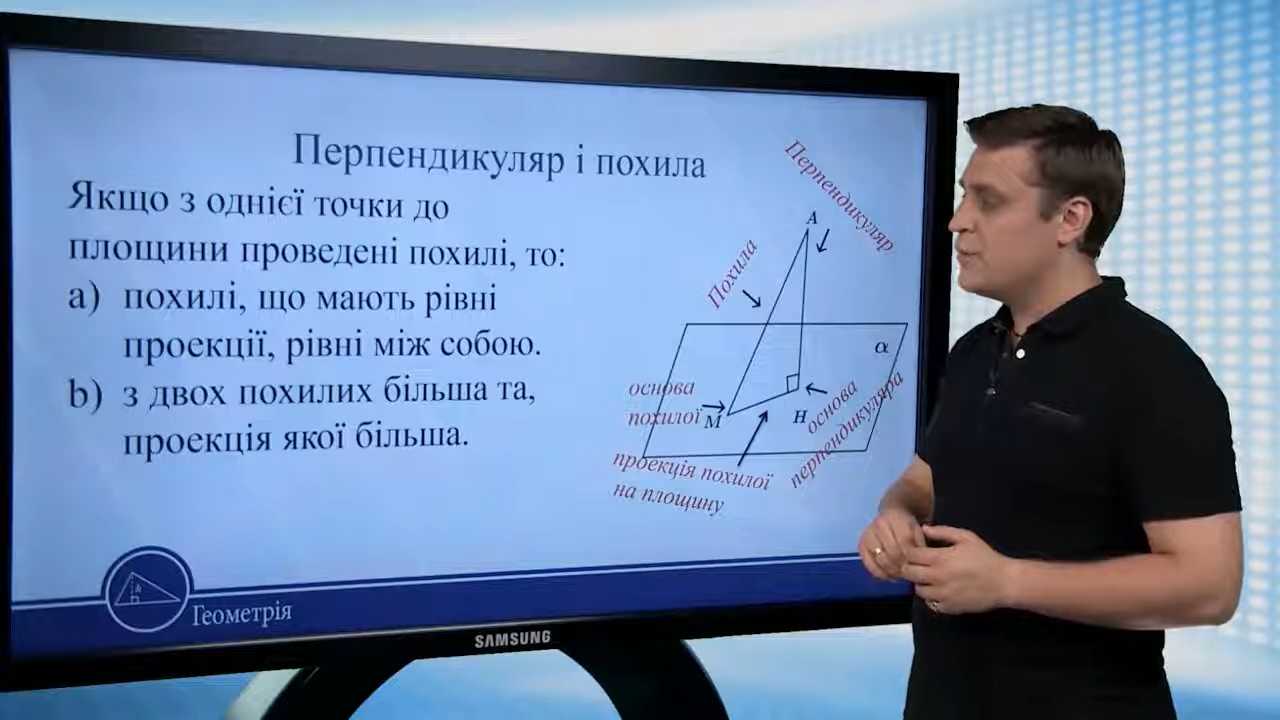 Перпендикуляр і похила
Якщо з однієї точки до
площини проведені похилі, то:
a) похилі, що мають рівні
проекції, рівні між собою.
b) з двох похилих більша та,
проекція якої більша.
Перпендикуляр
A
Похила
α
основа
похилої
M
H
основа
перпендикуляра
проекція похилої
на площину
Геометрія
SAMSUNG